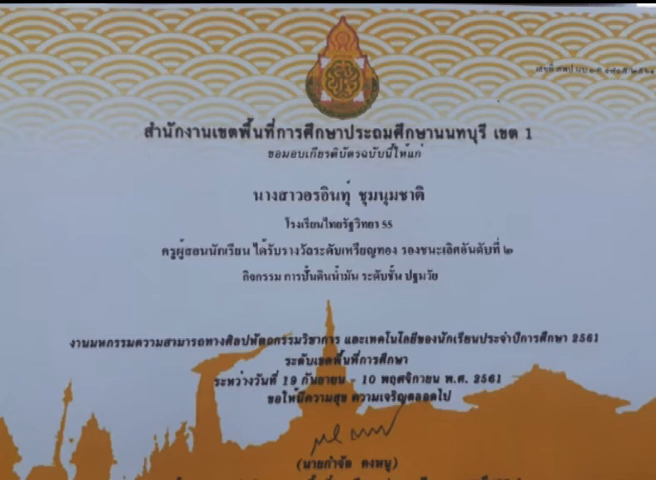 สำนักงานเขตพื้นที่การศึกษาประถมศึกษานนทบุรี เขต 1
ขอมอบเกียรติบัตรฉบับนี้ให้แก่
นางสาวอรอินทุ์ ชุมนุมชาติ
โรงเรียนไทยรัฐวิทยา 55
ครูผู้สอนนักเรียน ได้รับรางวัลระดับเหรียญทอง รองชนะเลิศอันดับที่ ๒
กิจกรรม การปั้นดินน้ำมัน ระดับชั้น ปฐมวัย
งานมหกรรมความสามารถทางศิลปหัตถกรรมวิชาการ และเทคโนโลยีของนักเรียนประจำปีการศึกษา 2561
ระดับเขตพื้นที่การศึกษา
ระหว่างวันที่ 19 กันยายน - 10 พฤศจิกายน พ.ศ. 2561
ขอให้มีความสุข ความเจริญตลอดไป
(นายกำจัด คงหนู)